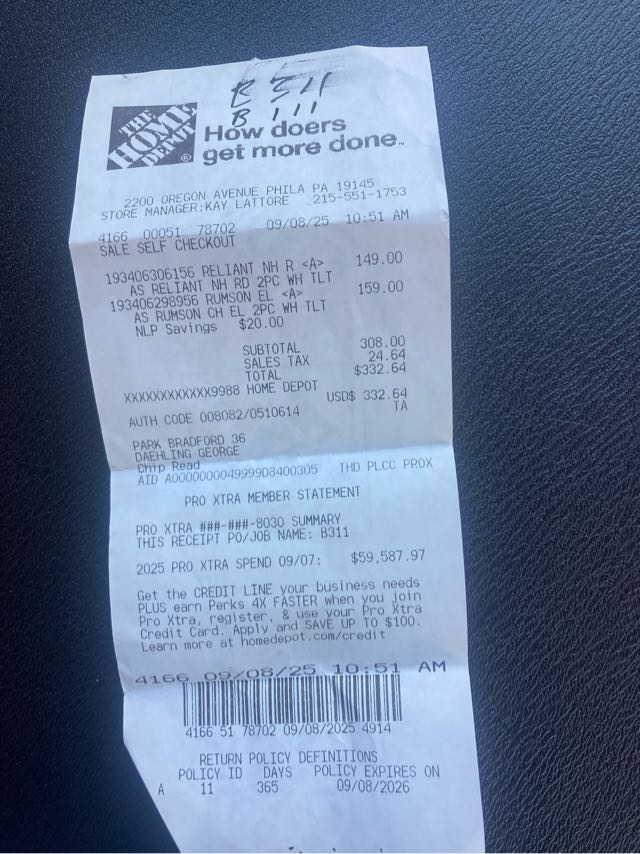 B 311
B 111
THE HOME DEPOT
How doers
get more done.
2200 OREGON AVENUE PHILA PA 19145
STORE MANAGER:KAY LATTORE 215-551-1753
4166 00051 78702 09/08/25 10:51 AM
SALE SELF CHECKOUT
193406306156 RELIANT NH R <A> 149.00
AS RELIANT NH RD 2PC WH TLT
193406298956 RUMSON EL <A> 159.00
AS RUMSON CH EL 2PC WH TLT
NLP Savings $20.00
SUBTOTAL 308.00
SALES TAX 24.64
TOTAL $332.64
XXXXXXXXXXXX9988 HOME DEPOT
USD$ 332.64
AUTH CODE 008082/0510614 TA
PARK BRADFORD 36
DAEHLING GEORGE
Chip Read
AID A0000000049999D8400305 THD PLCC PROX
PRO XTRA MEMBER STATEMENT
PRO XTRA ###-###-8030 SUMMARY
THIS RECEIPT PO/JOB NAME: B311
2025 PRO XTRA SPEND 09/07: $59,587.97
Get the CREDIT LINE your business needs
PLUS earn Perks 4X FASTER when you join
Pro Xtra, register, & use your Pro Xtra
Credit Card. Apply and SAVE UP TO $100.
Learn more at homedepot.com/credit
4166 09/08/25 10:51 AM
4166 51 78702 09/08/2025 4914
RETURN POLICY DEFINITIONS
POLICY ID DAYS POLICY EXPIRES ON
A 11 365 09/08/2026